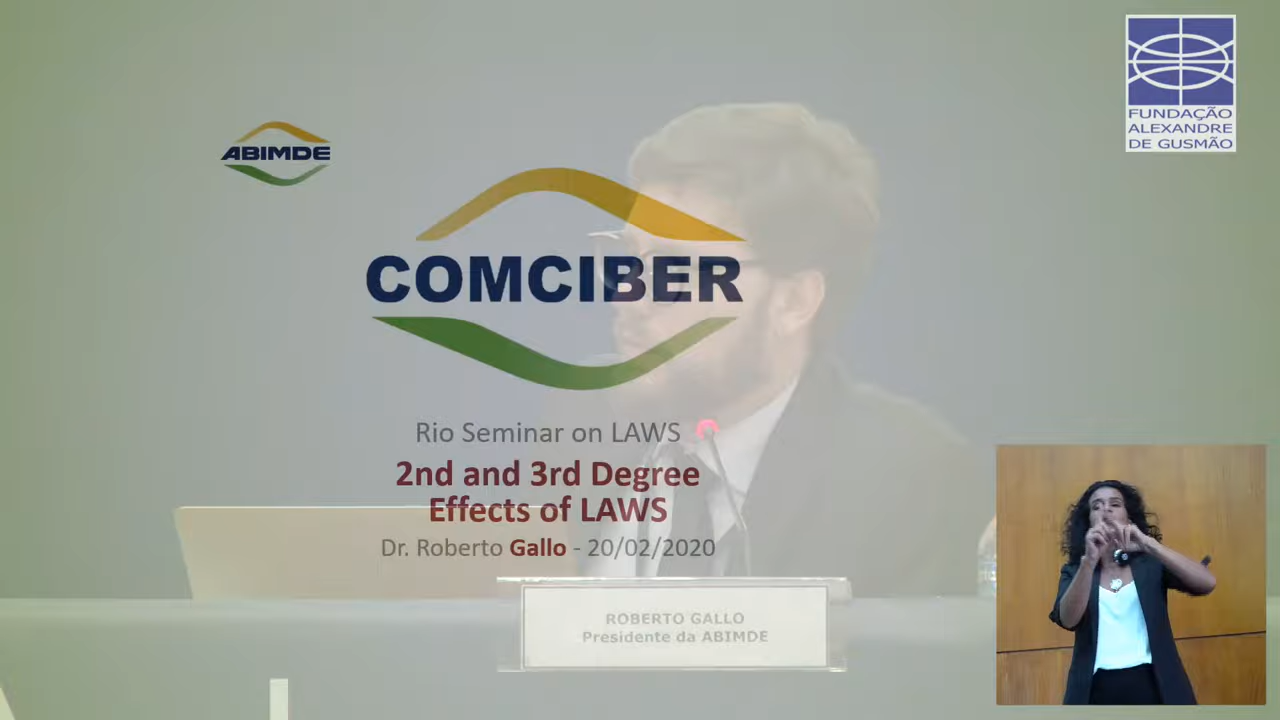 FUNDAÇÃO
ALEXANDRE
DE GUSMÃO
ABIMDE
COMCIBER
Rio Seminar on LAWS
2nd and 3rd Degree
Effects of LAWS
Dr. Roberto Gallo - 20/02/2020
ROBERTO GALLO
Presidente da ABIMDE